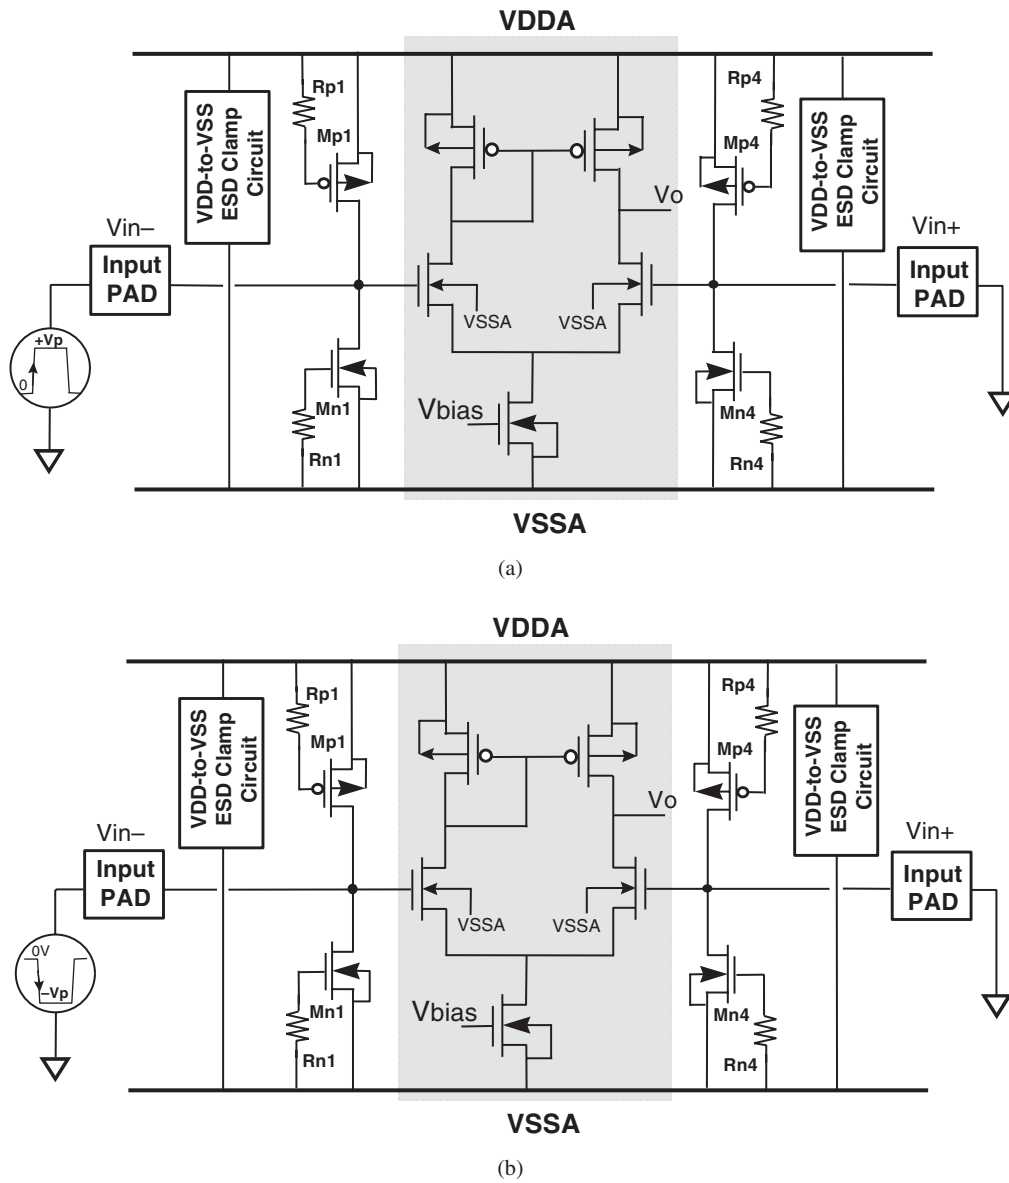 VDDA
Rp1
Mp1
VDD-to-VSS
ESD Clamp
Circuit
Vin–
Input
PAD
+Vp
0
Mn1
Rn1
Vo
VSSA
VSSA
Vbias
Rp4
Mp4
VDD-to-VSS
ESD Clamp
Circuit
Vin+
Input
PAD
Mn4
Rn4
VSSA
(a)
VDDA
Rp1
Mp1
VDD-to-VSS
ESD Clamp
Circuit
Vin–
Input
PAD
0V
–Vp
Mn1
Rn1
Vo
VSSA
VSSA
Vbias
Rp4
Mp4
VDD-to-VSS
ESD Clamp
Circuit
Vin+
Input
PAD
Mn4
Rn4
VSSA
(b)